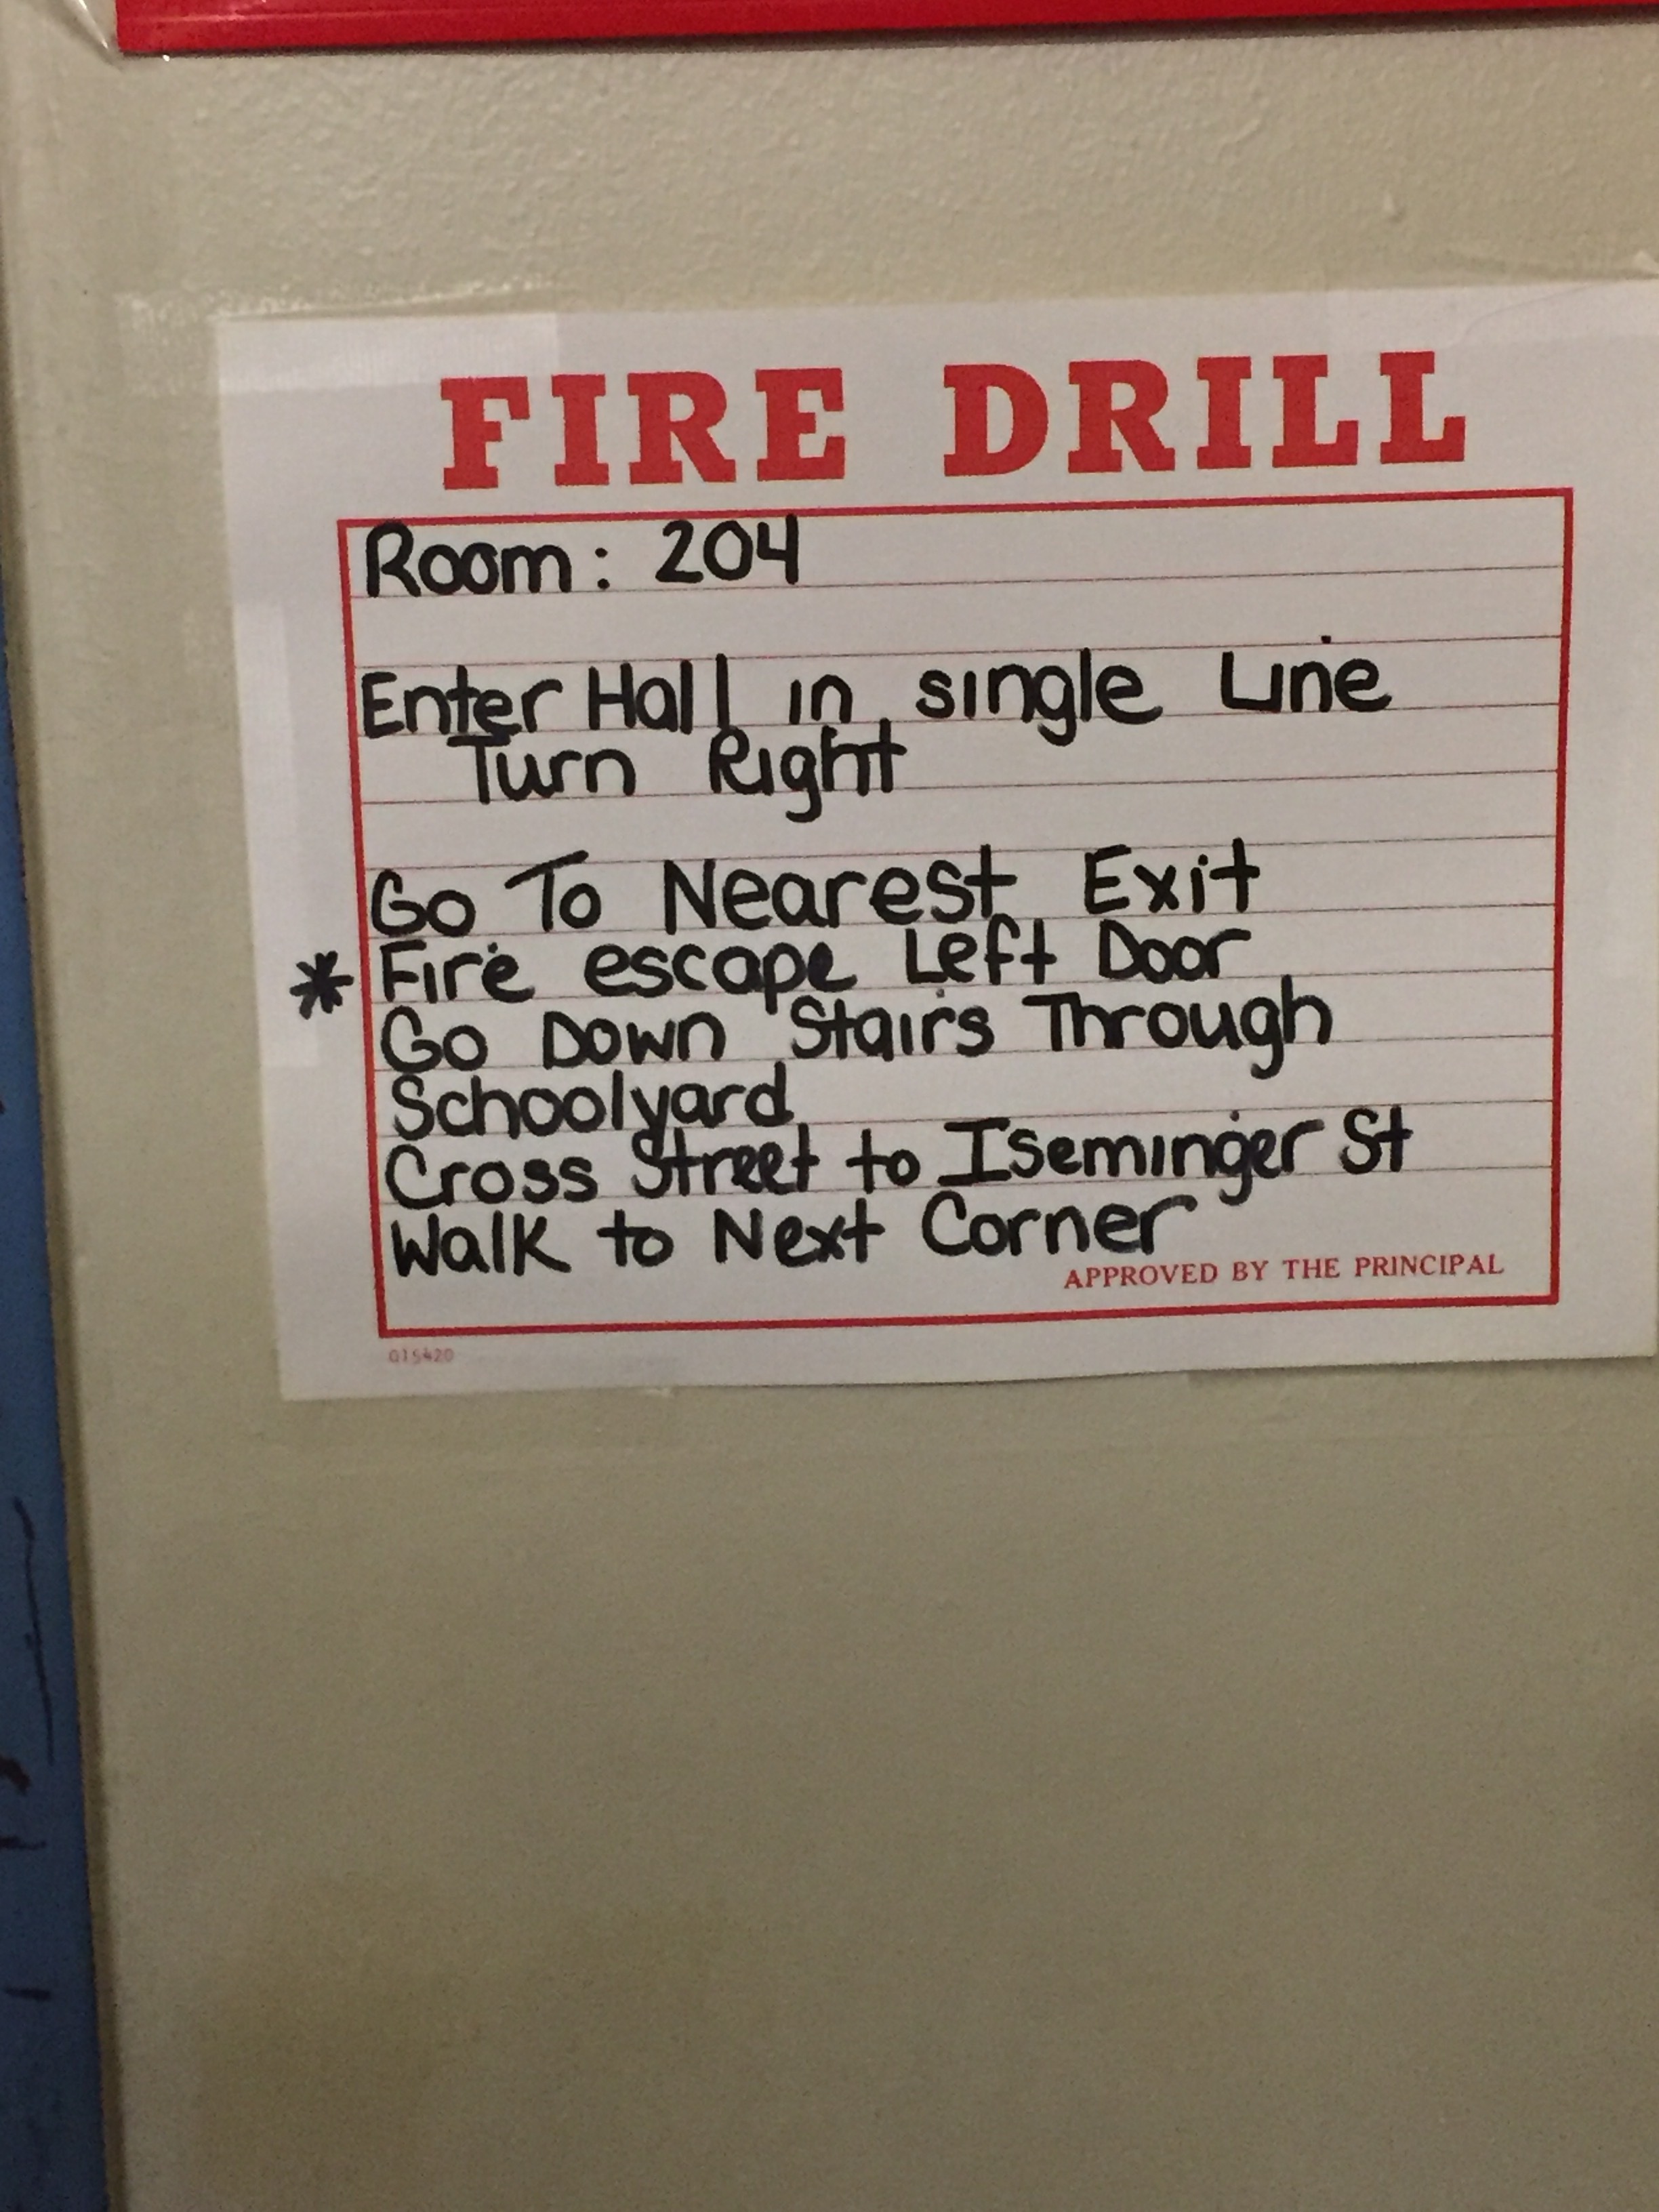 FIRE DRILL
Room: 204
Enter Hall in single Line
Turn Right
Go To Nearest Exit
* Fire escape Left Door
Go Down Stairs Through
Schoolyard
Cross Street to Iseminger St
Walk to Next Corner
APPROVED BY THE PRINCIPAL
015420